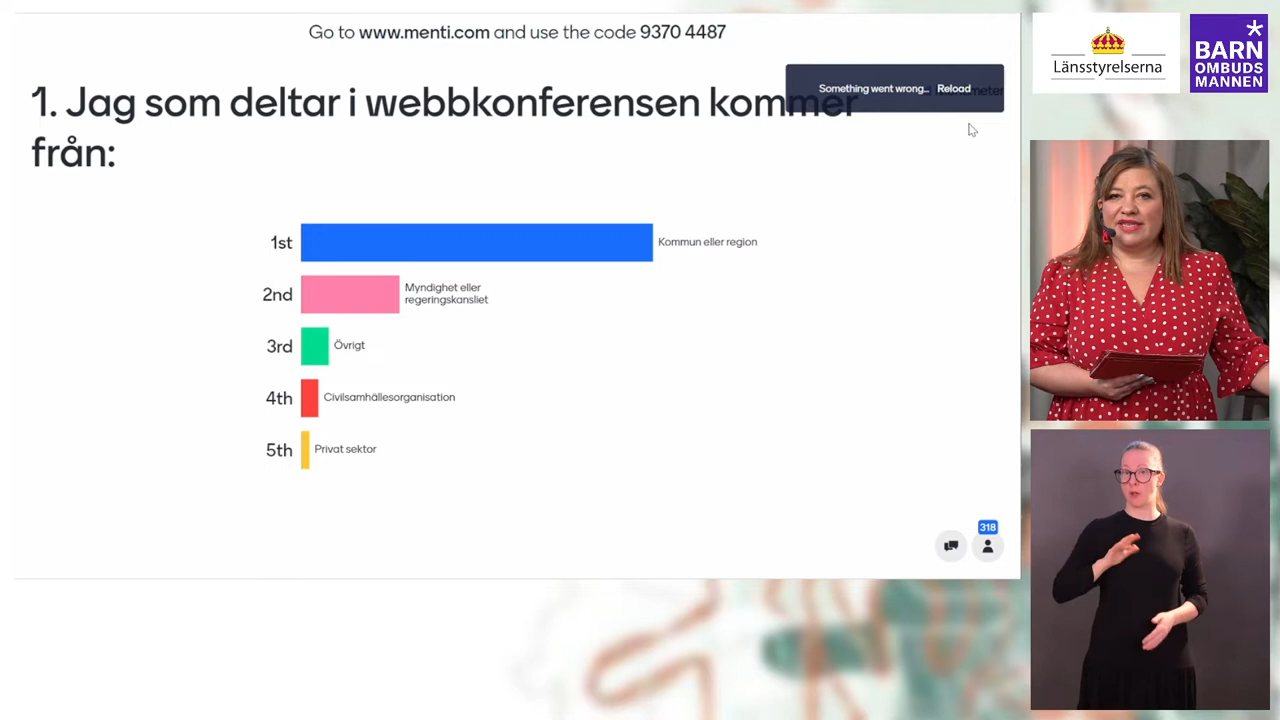 Go to www.menti.com and use the code 9370 4487
1. Jag som deltar i webbkonferensen kommer
från:
Something went wrong... Reload
1st Kommun eller region
2nd Myndighet eller
regeringskansliet
3rd Övrigt
4th Civilsamhällesorganisation
5th Privat sektor
318
Länsstyrelserna
BARN
OMBUDS
MANNEN